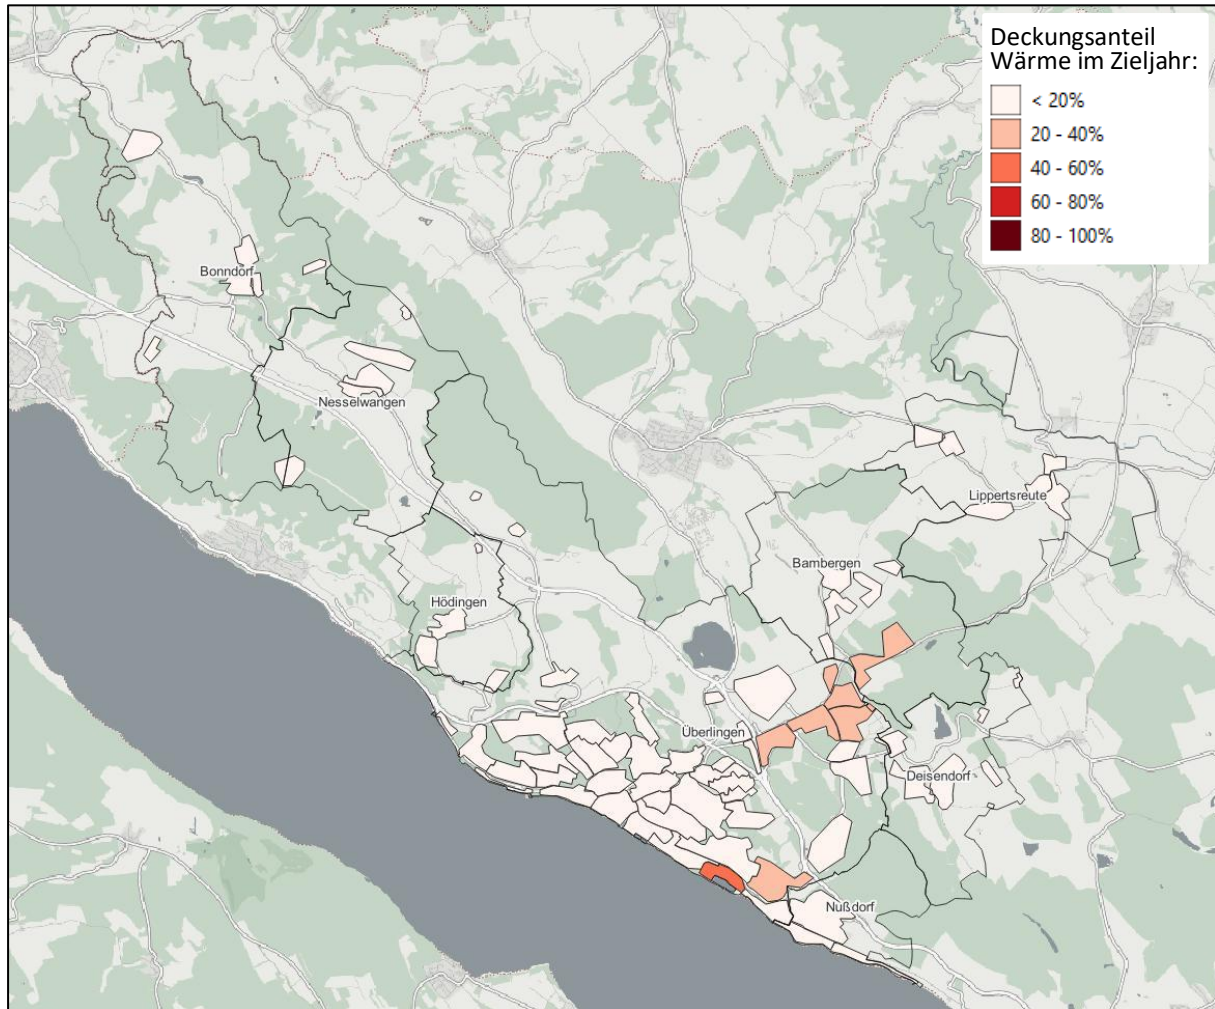 Deckungsanteil
Wärme im Zieljahr:
< 20%
20 - 40%
40 - 60%
60 - 80%
80 - 100%
Bonndorf
Nesselwangen
Lippertsreute
Bambergen
Hödingen
Überlingen
Deisendorf
Nußdorf